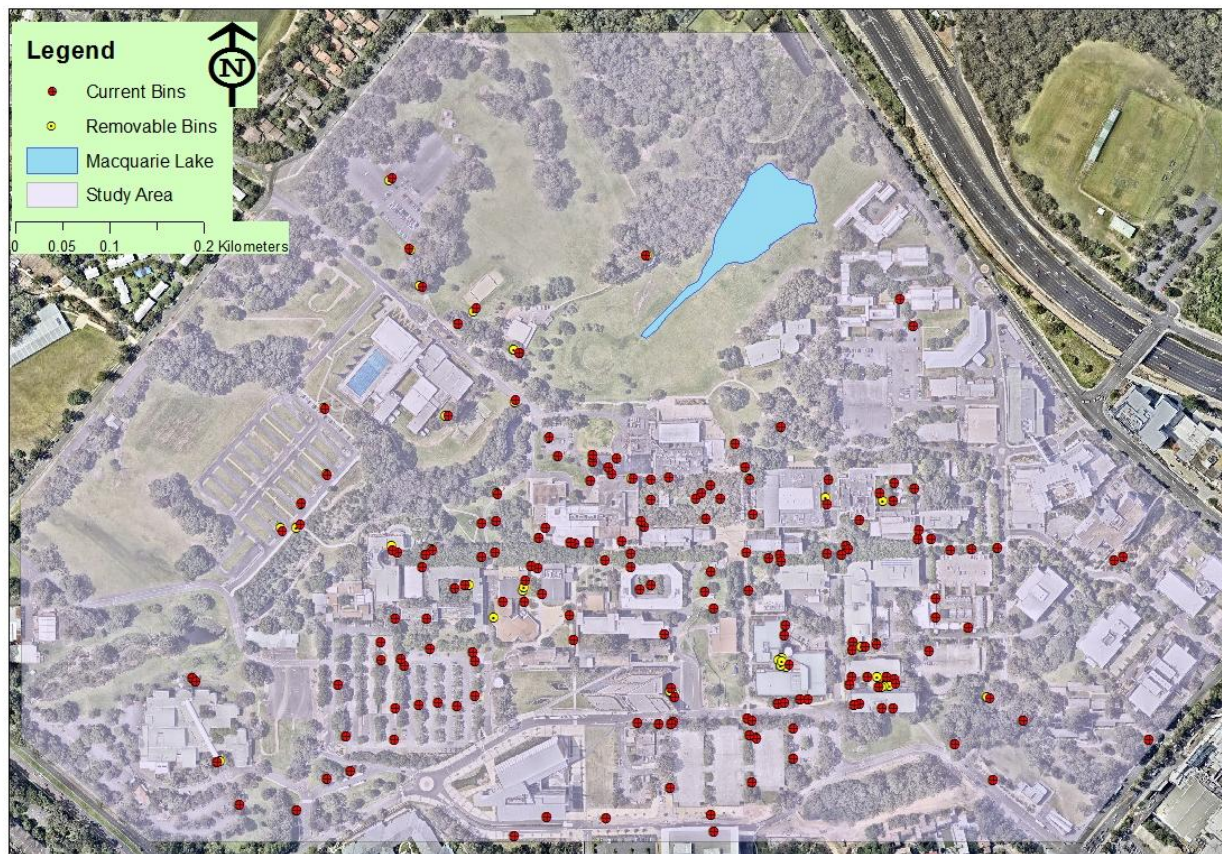 Legend
N
Current Bins
Removable Bins
Macquarie Lake
Study Area
0 0.05 0.1 0.2 Kilometers